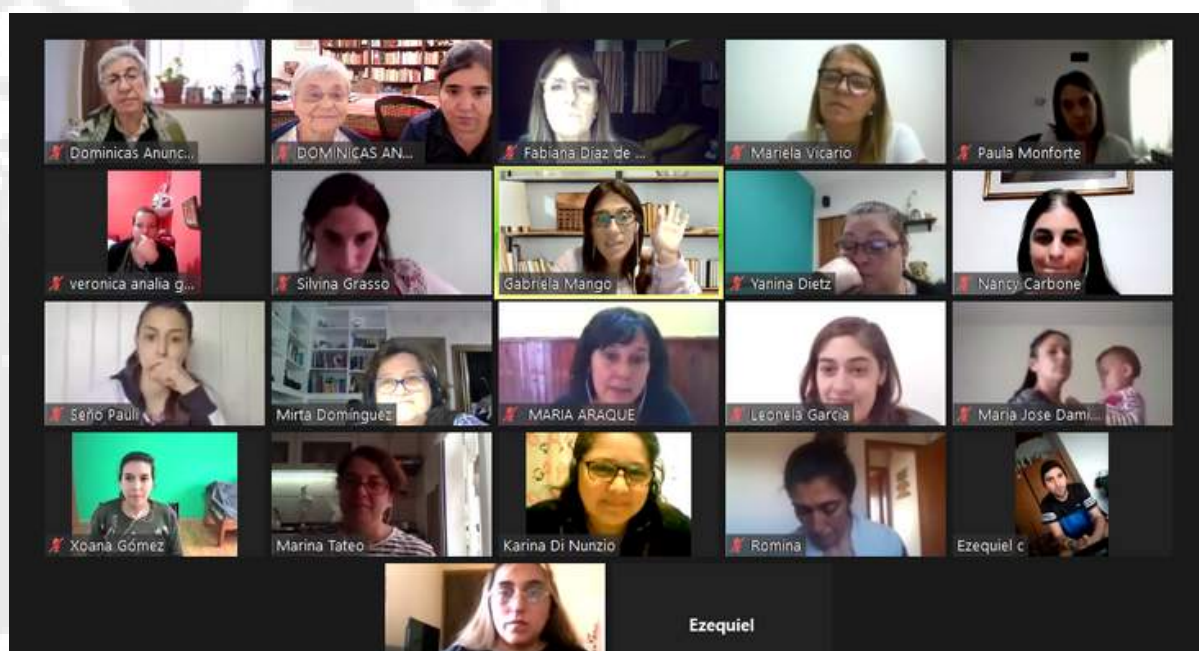 Dominicas Anunc...
DOMINICAS AN...
Fabiana Diaz de ...
Mariela Vicario
Paula Monforte
veronica analia g...
Silvina Grasso
Gabriela Mango
Yanina Dietz
Nancy Carbone
Seño Pauli
Mirta Domínguez
MARIA ARAQUE
Leonela García
Maria Jose Dami...
Xoana Gómez
Marina Tateo
Karina Di Nunzio
Romina
Ezequiel c
Ezequiel